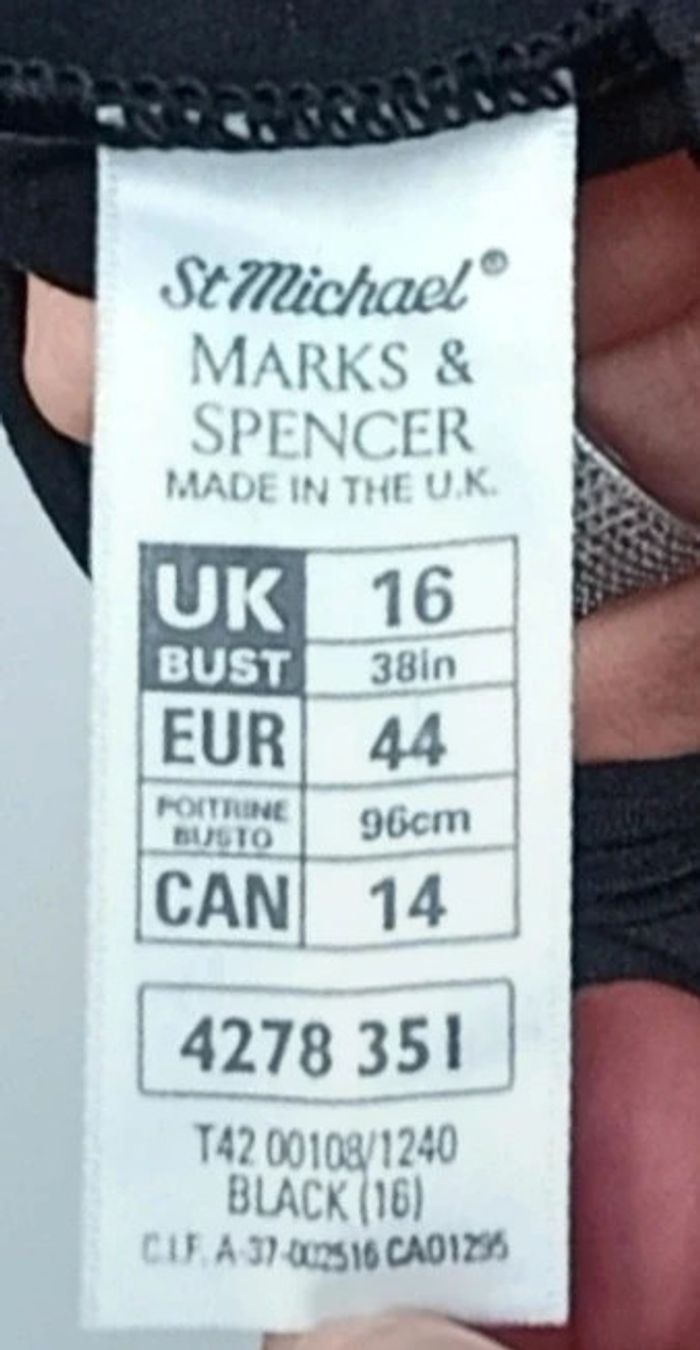 St Michael®
MARKS &
SPENCER
MADE IN THE U.K.
UK 16
BUST 38in
EUR 44
POITRINE
BUSTO 96cm
CAN 14
4278 351
T42 00108/1240
BLACK (16)
C.I.F. A-37-002516 CA01295